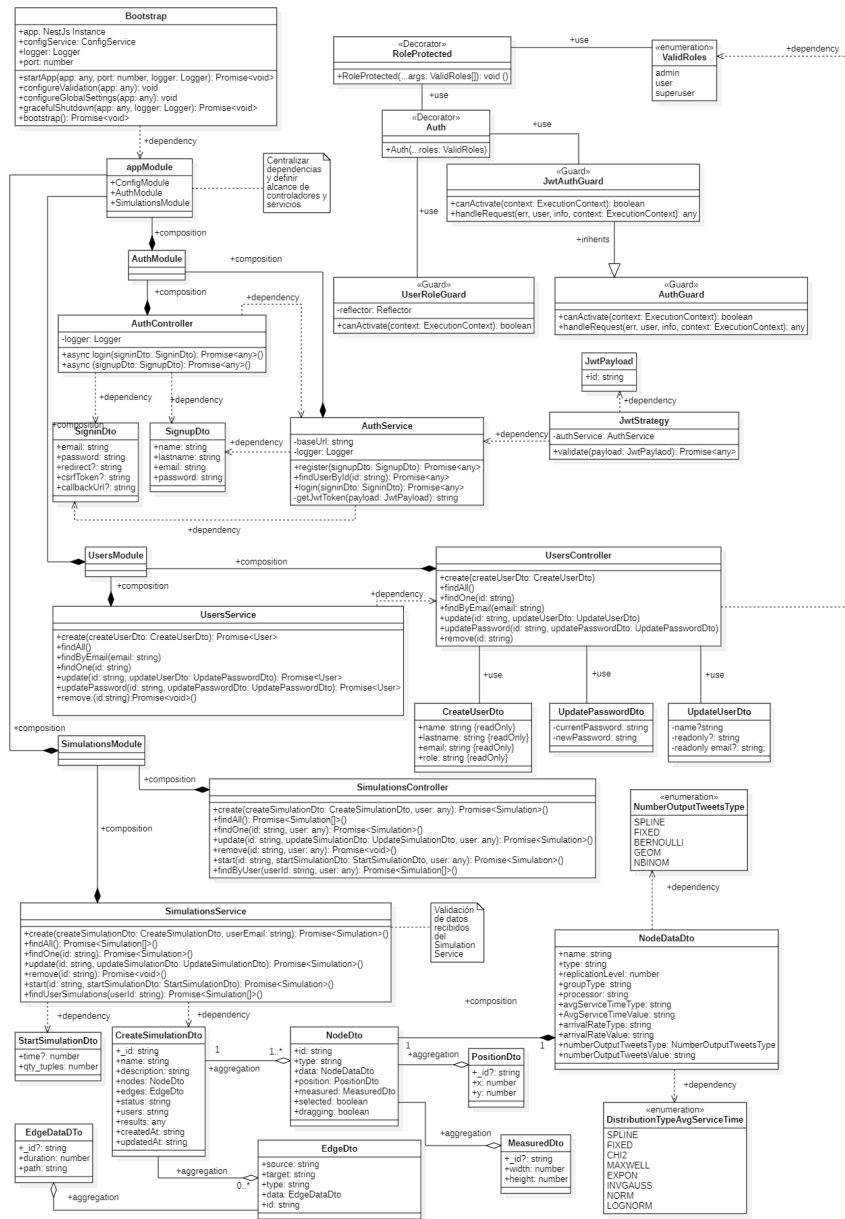 Bootstrap
+app: NestJs Instance
+configService: ConfigService
+logger: Logger
+port: number
+startApp(app: any, port: number, logger: Logger): Promise<void>
+configureValidation(app: any): void
+configureGlobalSettings(app: any): void
+gracefulShutdown(app: any, logger: Logger): Promise<void>
+bootstrap(): Promise<void>
+dependency
appModule
+ConfigModule
+AuthModule
+SimulationsModule
Centralizar
dependencias
y definir
alcance de
controladores y
servicios
+composition
AuthModule
+composition
+dependency
AuthController
-logger: Logger
+async login(signinDto: SigninDto): Promise<any>()
+async (signupDto: SignupDto): Promise<any>()
+dependency
+dependency
+composition
SigninDto
+email: string
+password: string
+redirect?: string
+csrfToken?: string
+callbackUrl?: string
SignupDto
+name: string
+lastname: string
+email: string
+password: string
+dependency
AuthService
-baseUrl: string
-logger: Logger
+register(signupDto: SignupDto): Promise<any>
+findUserById(id: string): Promise<any>
+login(signinDto: SigninDto): Promise<any>
-getJwtToken(payload: JwtPayload): string
+dependency
«Decorator»
RoleProtected
+RoleProtected(...args: ValidRoles[]): void ()
+use
«enumeration»
ValidRoles
admin
user
superuser
+dependency
+use
«Decorator»
Auth
+Auth(...roles: ValidRoles)
+use
«Guard»
JwtAuthGuard
+canActivate(context: ExecutionContext): boolean
+handleRequest(err, user, info, context: ExecutionContext): any
+use
+inherits
«Guard»
UserRoleGuard
-reflector: Reflector
+canActivate(context: ExecutionContext): boolean
«Guard»
AuthGuard
+canActivate(context: ExecutionContext): boolean
+handleRequest(err, user, info, context: ExecutionContext): any
JwtPayload
+id: string
+dependency
JwtStrategy
-authService: AuthService
+validate(payload: JwtPaylaod): Promise<any>
+dependency
UsersModule
+composition
+composition
UsersController
+create(createUserDto: CreateUserDto)
+findAll()
+findOne(id: string)
+findByEmail(email: string)
+update(id: string, updateUserDto: UpdateUserDto)
+updatePassword(id: string, updatePasswordDto: UpdatePasswordDto)
+remove(id: string)
+dependency
UsersService
+create(createUserDto: CreateUserDto): Promise<User>
+findAll()
+findByEmail(email: string)
+findOne(id: string)
+update(id: string, updateUserDto: UpdatePasswordDto): Promise<User>
+updatePassword(id: string, updatePasswordDto: UpdatePasswordDto): Promise<User>
+remove:(id:string):Promise<void>()
+use
+use
+use
CreateUserDto
+name: string {readOnly}
+lastname: string {readOnly}
+email: string {readOnly}
+role: string {readOnly}
UpdatePasswordDto
-currentPassword: string
-newPassword: string
UpdateUserDto
-name?string
-readonly?: string
-readonly email?: string;
+composition
SimulationsModule
+composition
SimulationsController
+create(createSimulationDto: CreateSimulationDto, user: any): Promise<Simulation>()
+findAll(): Promise<Simulation[]>()
+findOne(id: string, user: any): Promise<Simulation>()
+update(id: string, updateSimulationDto: UpdateSimulationDto, user: any): Promise<Simulation>()
+remove(id: string, user: any): Promise<void>()
+start(id: string, startSimulationDto: StartSimulationDto, user: any): Promise<Simulation>()
+findByUser(userId: string, user: any): Promise<Simulation[]>()
+composition
«enumeration»
NumberOutputTweetsType
SPLINE
FIXED
BERNOULLI
GEOM
NBINOM
+dependency
SimulationsService
+create(createSimulationDto: CreateSimulationDto, userEmail: string): Promise<Simulation>()
+findAll(): Promise<Simulation[]>()
+findOne(id: string): Promise<Simulation>()
+update(id: string, updateSimulationDto: UpdateSimulationDto): Promise<Simulation>()
+remove(id: string): Promise<void>()
+start(id: string, startSimulationDto: StartSimulationDto): Promise<Simulation>()
+findUserSimulations(userId: string): Promise<Simulation[]>()
Validación
de datos
recibidos
del
Simulation
Service
NodeDataDto
+name: string
+type: string
+replicationLevel: number
+groupType: string
+processor: string
+avgServiceTimeType: string
+AvgServiceTimeValue: string
+arrivalRateType: string
+arrivalRateValue: string
+numberOutputTweetsType: NumberOutputTweetsType
+numberOutputTweetsValue: string
+dependency
+dependency
+composition
StartSimulationDto
+time?: number
+qty_tuples: number
CreateSimulationDto
+_id: string
+name: string
+description: string
+nodes: NodeDto
+edges: EdgeDto
+status: string
+users: string
+results: any
+createdAt: string
+updatedAt: string
1
1..*
+aggregation
NodeDto
+id: string
+type: string
+data: NodeDataDto
+position: PositionDto
+measured: MeasuredDto
+selected: boolean
+dragging: boolean
1
1
+aggregation
PositionDto
+_id?: string
+x: number
+y: number
+dependency
EdgeDataDTo
+_id?: string
+duration: number
+path: string
+aggregation
+aggregation
0..*
EdgeDto
+source: string
+target: string
+type: string
+data: EdgeDataDto
+id: string
+aggregation
MeasuredDto
+_id?: string
+width: number
+height: number
«enumeration»
DistributionTypeAvgServiceTime
SPLINE
FIXED
CHI2
MAXWELL
EXPON
INVGAUSS
NORM
LOGNORM